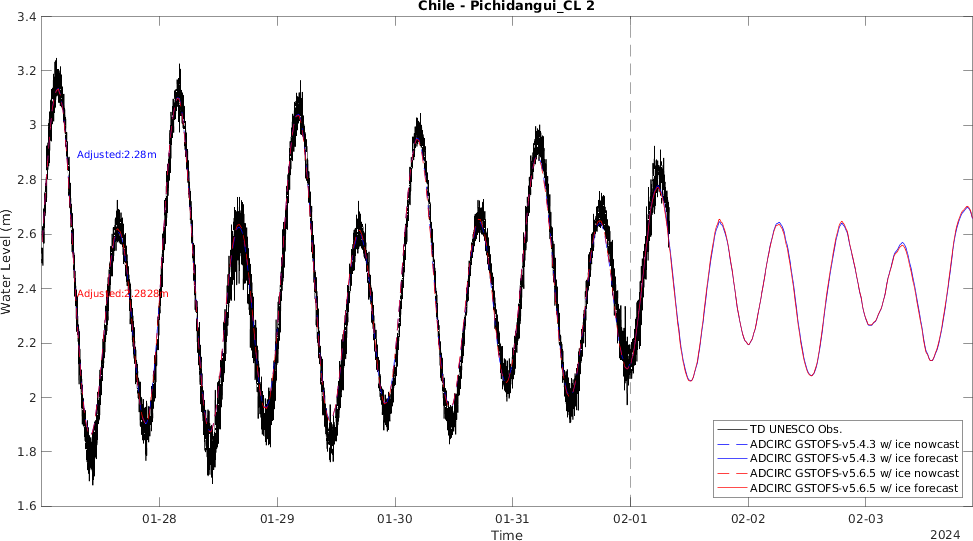 Chile - Pichidangui_CL 2
3.4
3.2
3
2.8
2.6
2.4
2.2
2
1.8
1.6
Water Level (m)
Adjusted:2.28m
Adjusted:2.2828m
TD UNESCO Obs.
ADCIRC GSTOFS-v5.4.3 w/ ice nowcast
ADCIRC GSTOFS-v5.4.3 w/ ice forecast
ADCIRC GSTOFS-v5.6.5 w/ ice nowcast
ADCIRC GSTOFS-v5.6.5 w/ ice forecast
01-28 01-29 01-30 01-31 02-01 02-02 02-03
Time
2024